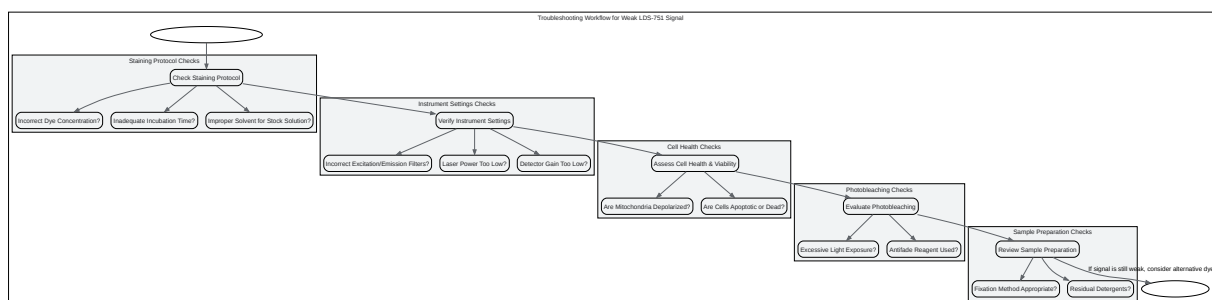 Troubleshooting Workflow for Weak LDS-751 Signal
Staining Protocol Checks
Check Staining Protocol
Incorrect Dye Concentration?
Inadequate Incubation Time?
Improper Solvent for Stock Solution?
Instrument Settings Checks
Verify Instrument Settings
Incorrect Excitation/Emission Filters?
Laser Power Too Low?
Detector Gain Too Low?
Cell Health Checks
Assess Cell Health & Viability
Are Mitochondria Depolarized?
Are Cells Apoptotic or Dead?
Photobleaching Checks
Evaluate Photobleaching
Excessive Light Exposure?
Antifade Reagent Used?
Sample Preparation Checks
Review Sample Preparation
Fixation Method Appropriate?
Residual Detergents?
If signal is still weak, consider alternative dye